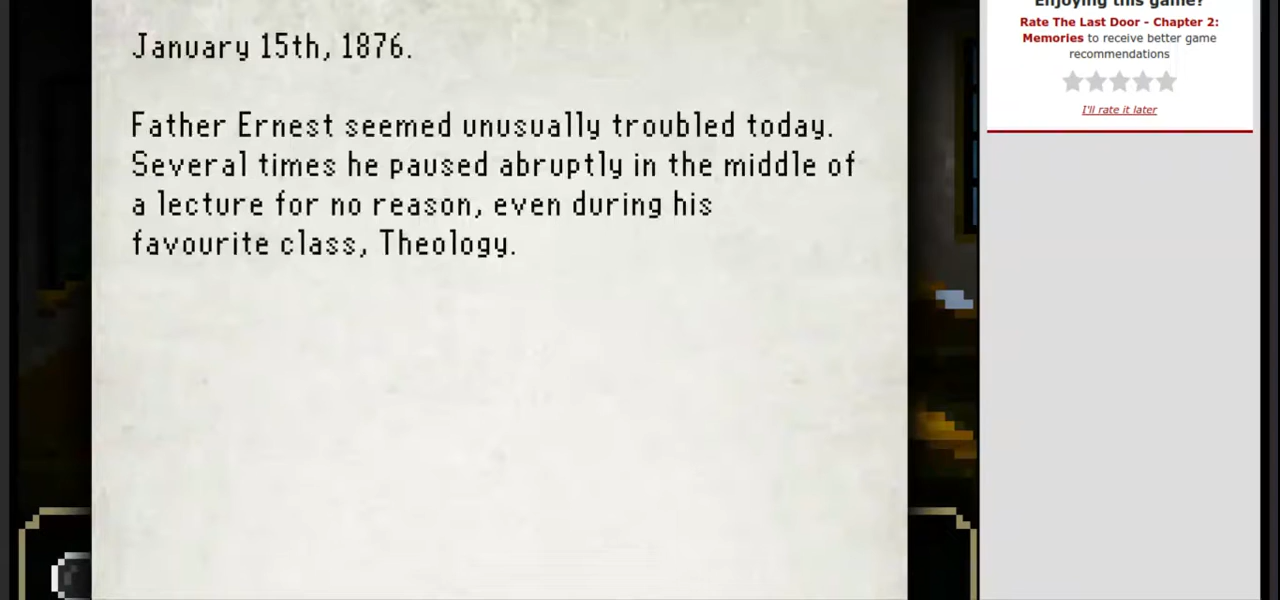 January 15th, 1876.
Father Ernest seemed unusually troubled today.
Several times he paused abruptly in the middle of
a lecture for no reason, even during his
favourite class, Theology.
Enjoying this game?
Rate The Last Door - Chapter 2:
Memories to receive better game
recommendations
I'll rate it later